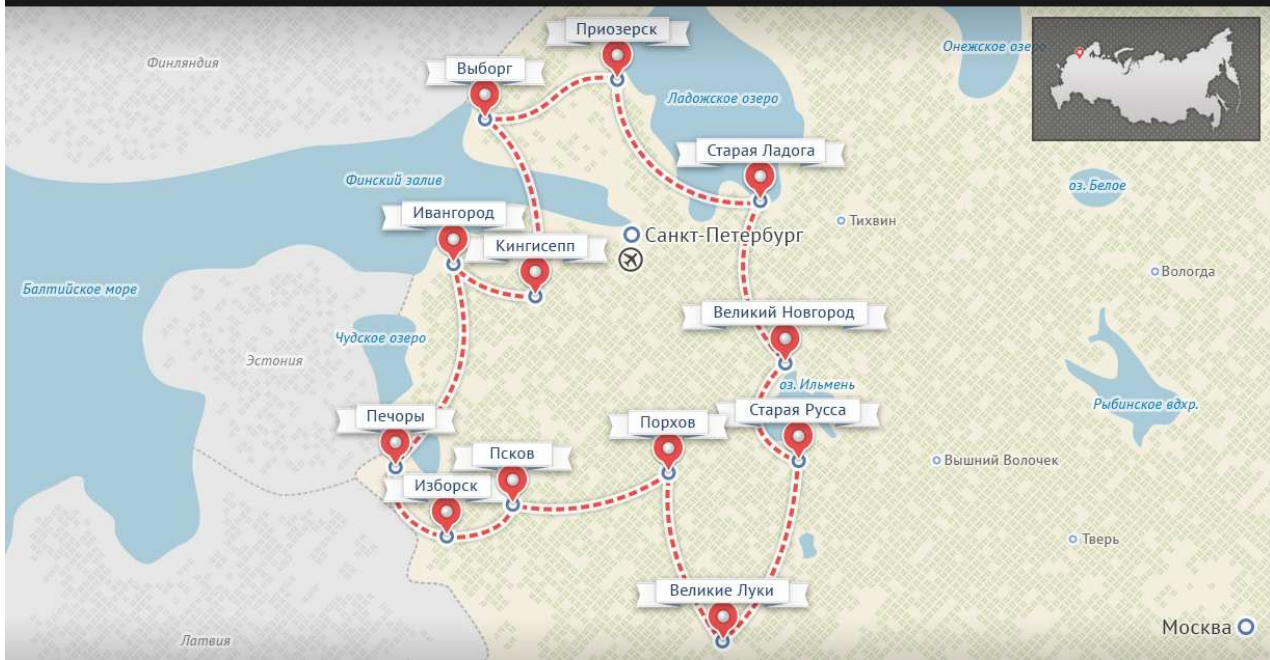 Приозерск
Онежское озеро
Финляндия
Выборг
Ладожское озеро
Старая Ладога
Финский залив
оз. Белое
Ивангород
Тихвин
Кингисепп
Санкт-Петербург
Вологда
Балтийское море
Великий Новгород
Чудское озеро
Эстония
оз. Ильмень
Рыбинское вдхр.
Печоры
Порхов
Старая Русса
Псков
Вышний Волочек
Изборск
Тверь
Великие Луки
Москва
Латвия